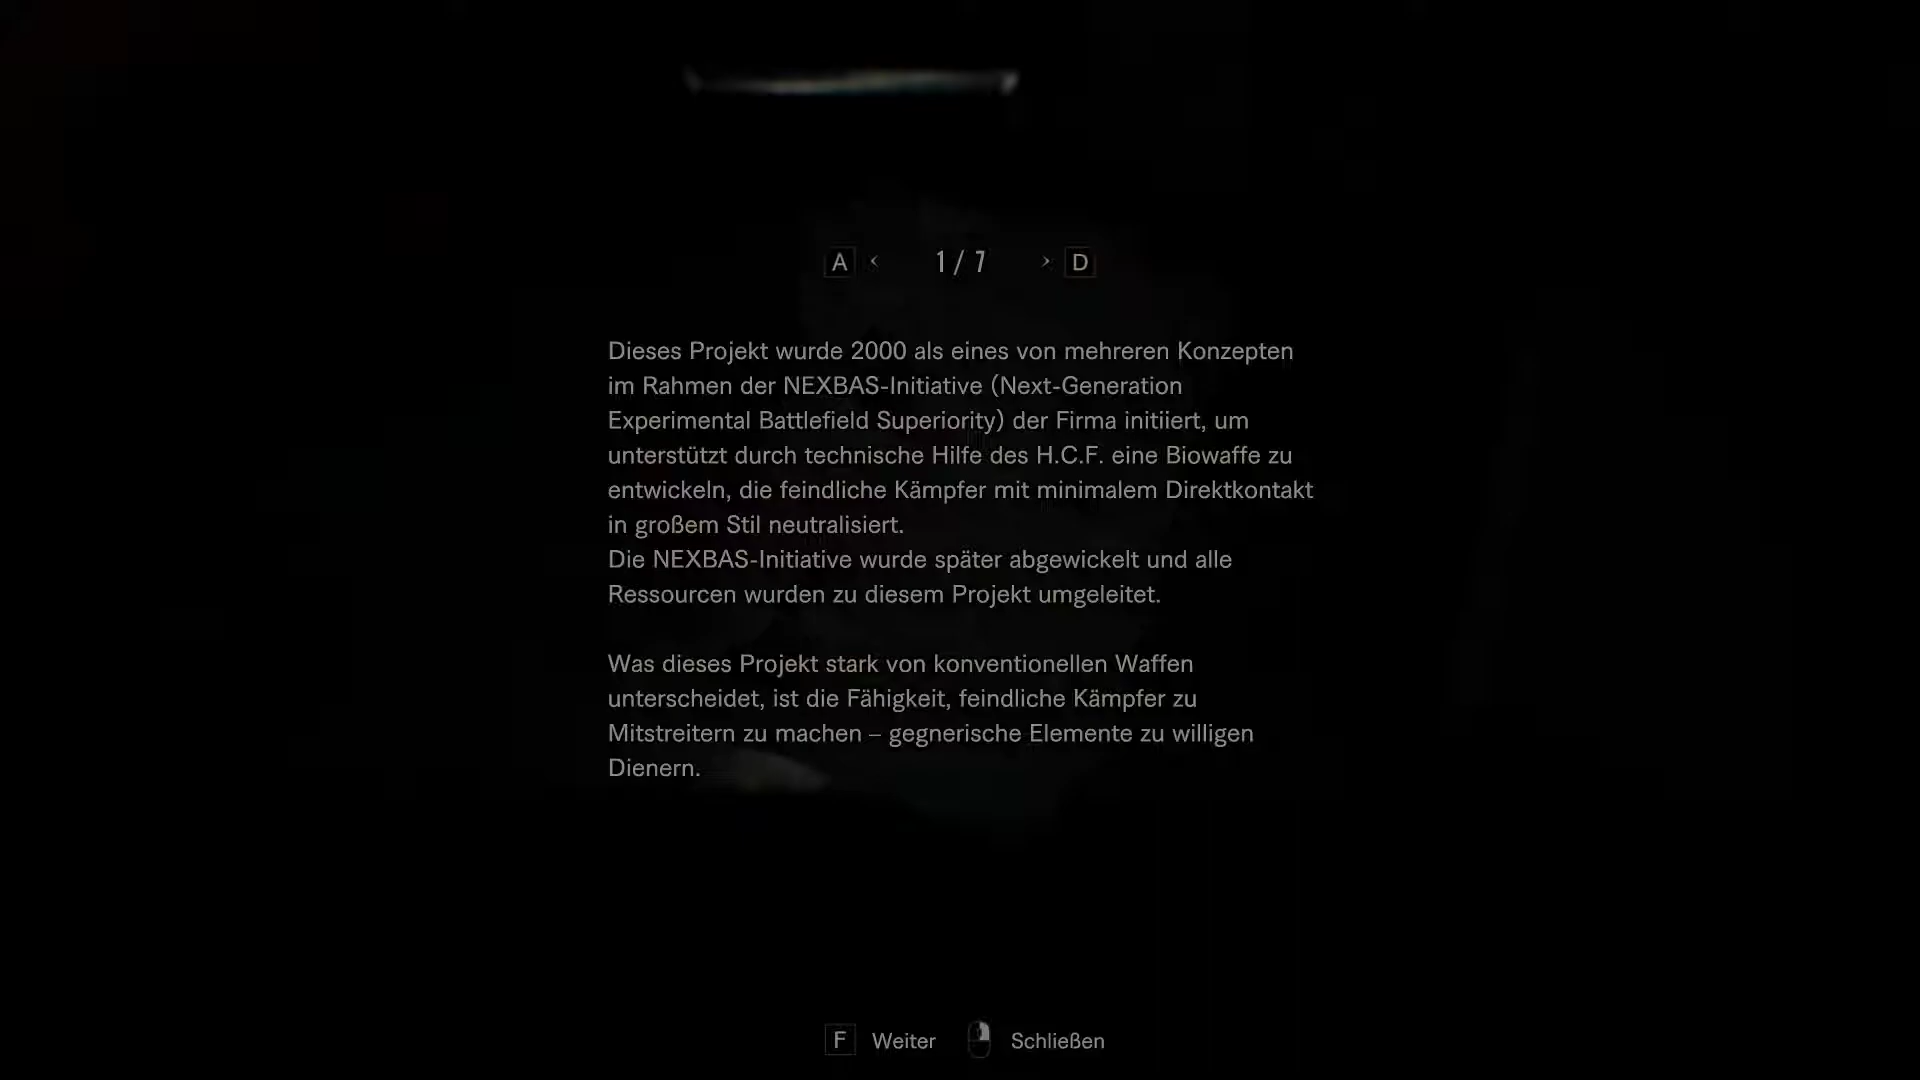 A < 1 / 7 > D
Dieses Projekt wurde 2000 als eines von mehreren Konzepten
im Rahmen der NEXBAS-Initiative (Next-Generation
Experimental Battlefield Superiority) der Firma initiiert, um
unterstützt durch technische Hilfe des H.C.F. eine Biowaffe zu
entwickeln, die feindliche Kämpfer mit minimalem Direktkontakt
in großem Stil neutralisiert.
Die NEXBAS-Initiative wurde später abgewickelt und alle
Ressourcen wurden zu diesem Projekt umgeleitet.
Was dieses Projekt stark von konventionellen Waffen
unterscheidet, ist die Fähigkeit, feindliche Kämpfer zu
Mitstreitern zu machen – gegnerische Elemente zu willigen
Dienern.
F Weiter Schließen